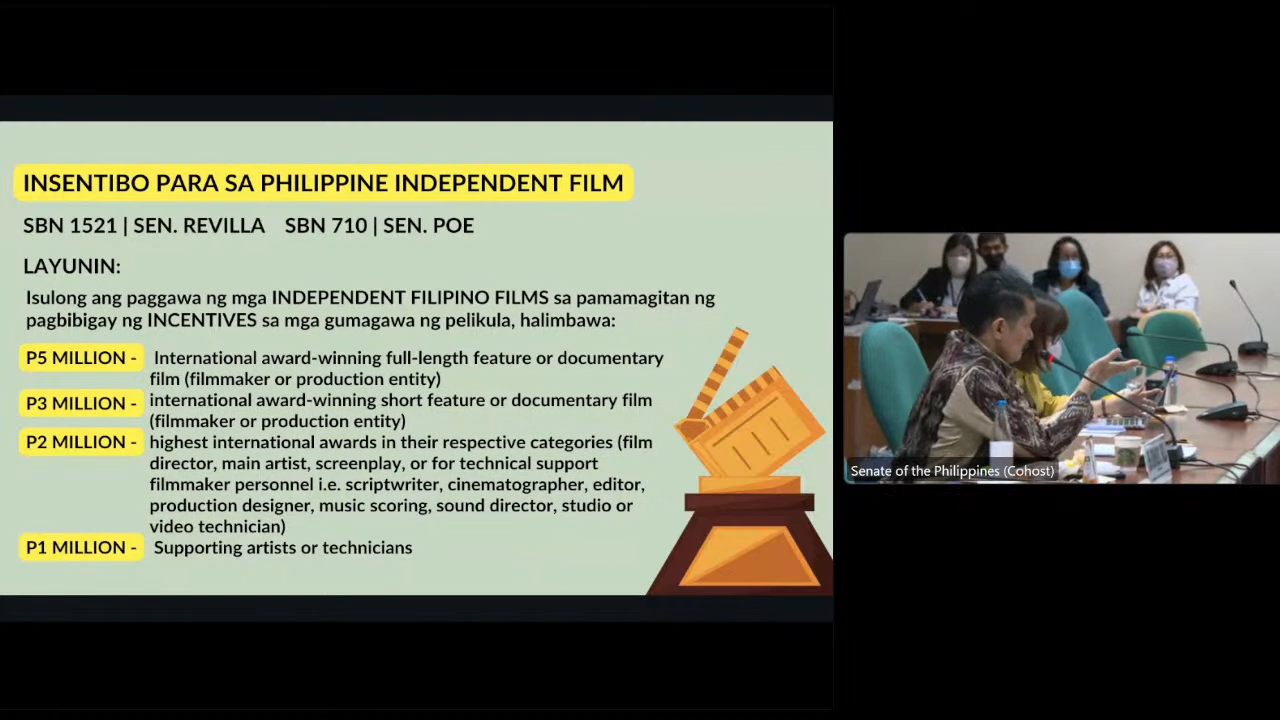 INSENTIBO PARA SA PHILIPPINE INDEPENDENT FILM
SBN 1521 | SEN. REVILLA SBN 710 | SEN. POE
LAYUNIN:
Isulong ang paggawa ng mga INDEPENDENT FILIPINO FILMS sa pamamagitan ng
pagbibigay ng INCENTIVES sa mga gumagawa ng pelikula, halimbawa:
P5 MILLION - International award-winning full-length feature or documentary
film (filmmaker or production entity)
P3 MILLION - international award-winning short feature or documentary film
(filmmaker or production entity)
P2 MILLION - highest international awards in their respective categories (film
director, main artist, screenplay, or for technical support
filmmaker personnel i.e. scriptwriter, cinematographer, editor,
production designer, music scoring, sound director, studio or
video technician)
P1 MILLION - Supporting artists or technicians
Senate of the Philippines (Cohost)